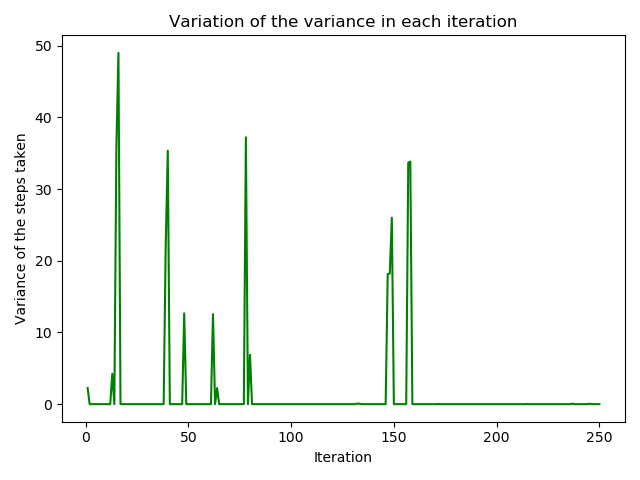 Variation of the variance in each iteration
Variance of the steps taken
50
40
30
20
10
0
0 50 100 150 200 250
Iteration